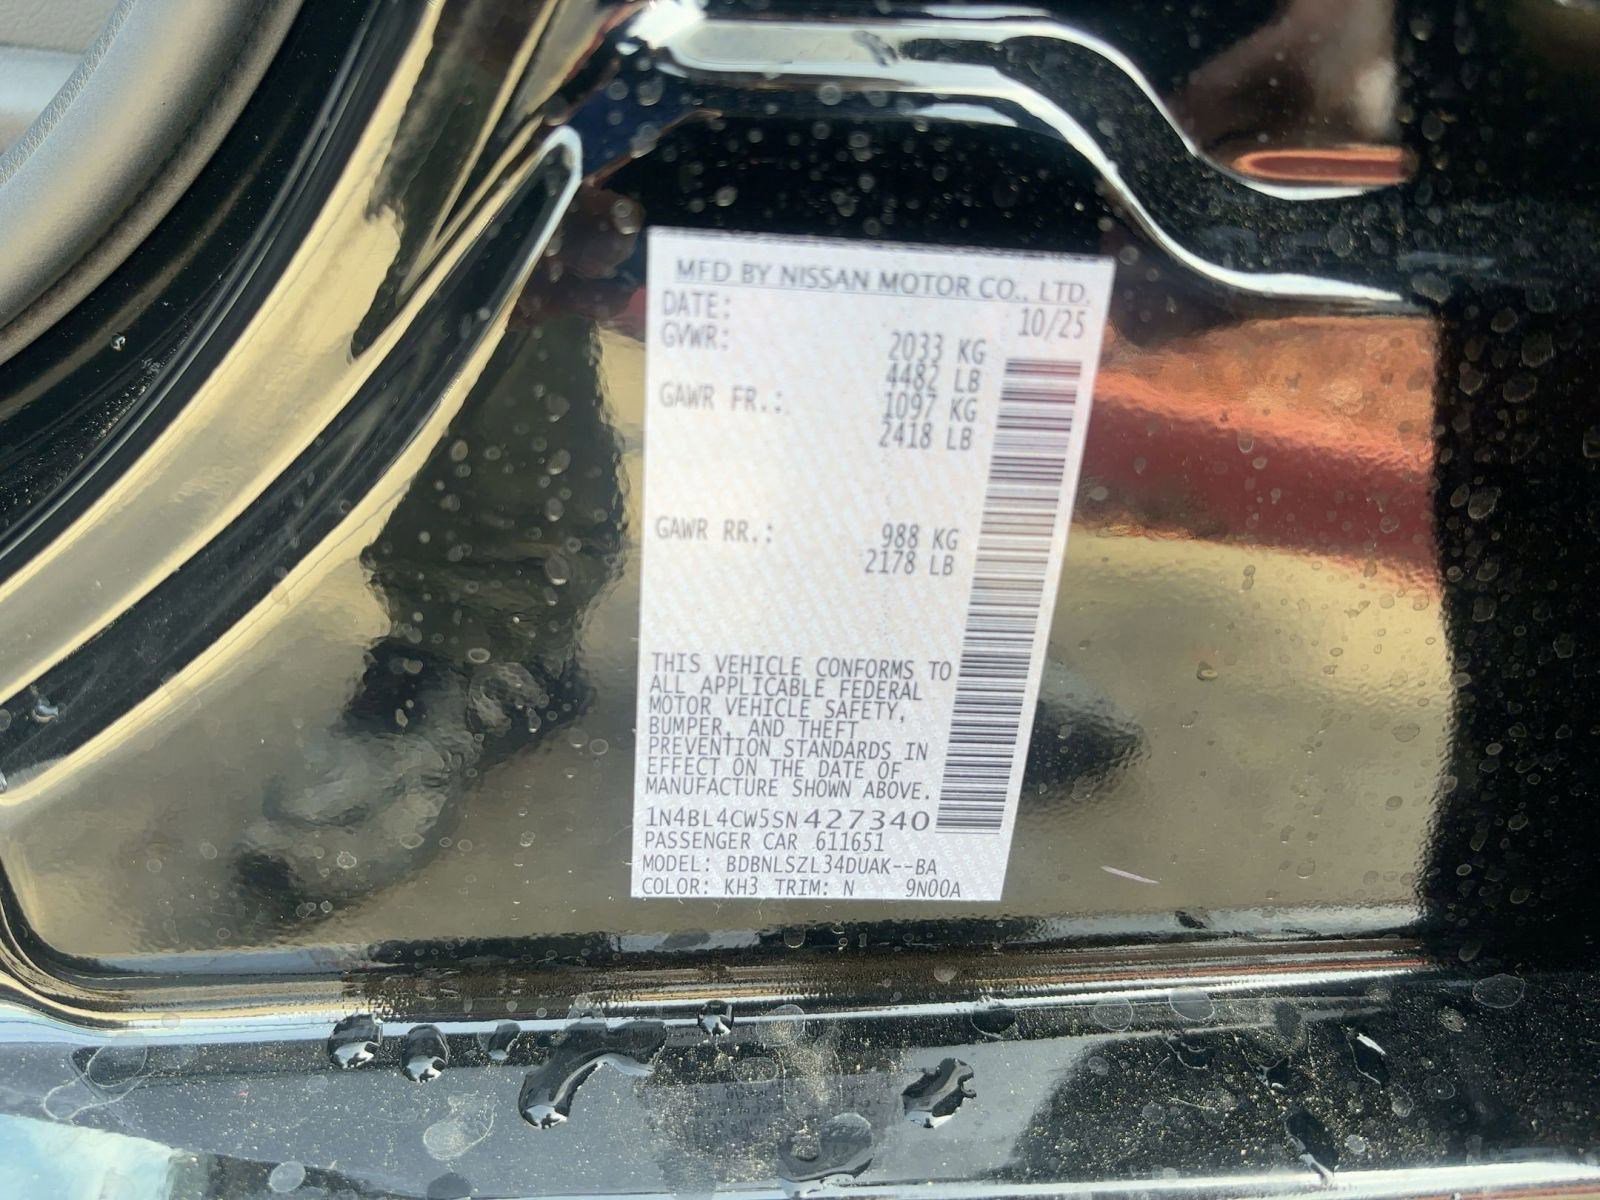 MFD BY NISSAN MOTOR CO., LTD.
DATE: 10/25
GVWR: 2033 KG
4482 LB
GAWR FR.: 1097 KG
2418 LB
GAWR RR.: 988 KG
2178 LB
THIS VEHICLE CONFORMS TO
ALL APPLICABLE FEDERAL
MOTOR VEHICLE SAFETY,
BUMPER, AND THEFT
PREVENTION STANDARDS IN
EFFECT ON THE DATE OF
MANUFACTURE SHOWN ABOVE.
1N4BL4CW5SN427340
PASSENGER CAR 611651
MODEL: BDBNLSZL34DUAK--BA
COLOR: KH3 TRIM: N 9N00A